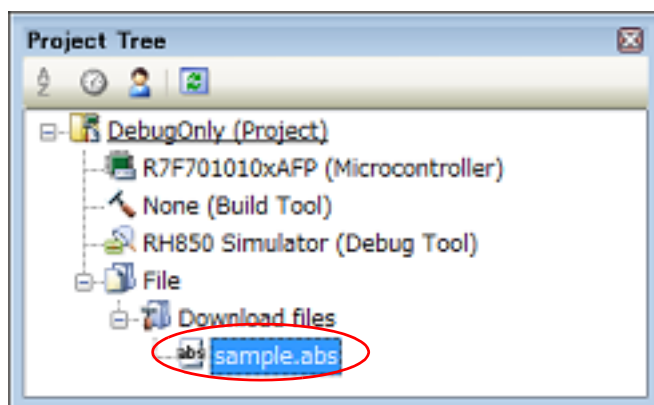 Project Tree
DebugOnly (Project)
R7F701010xAFP (Microcontroller)
None (Build Tool)
RH850 Simulator (Debug Tool)
File
Download files
abs sample.abs